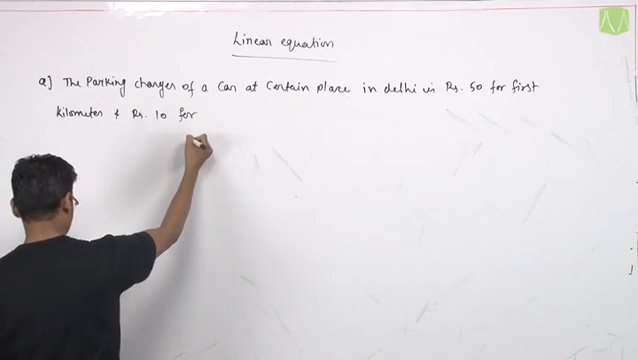 Linear equation
Q] The Parking charges of a Car at Certain place in delhi is Rs. 50 for first
kilometer & Rs. 10 for